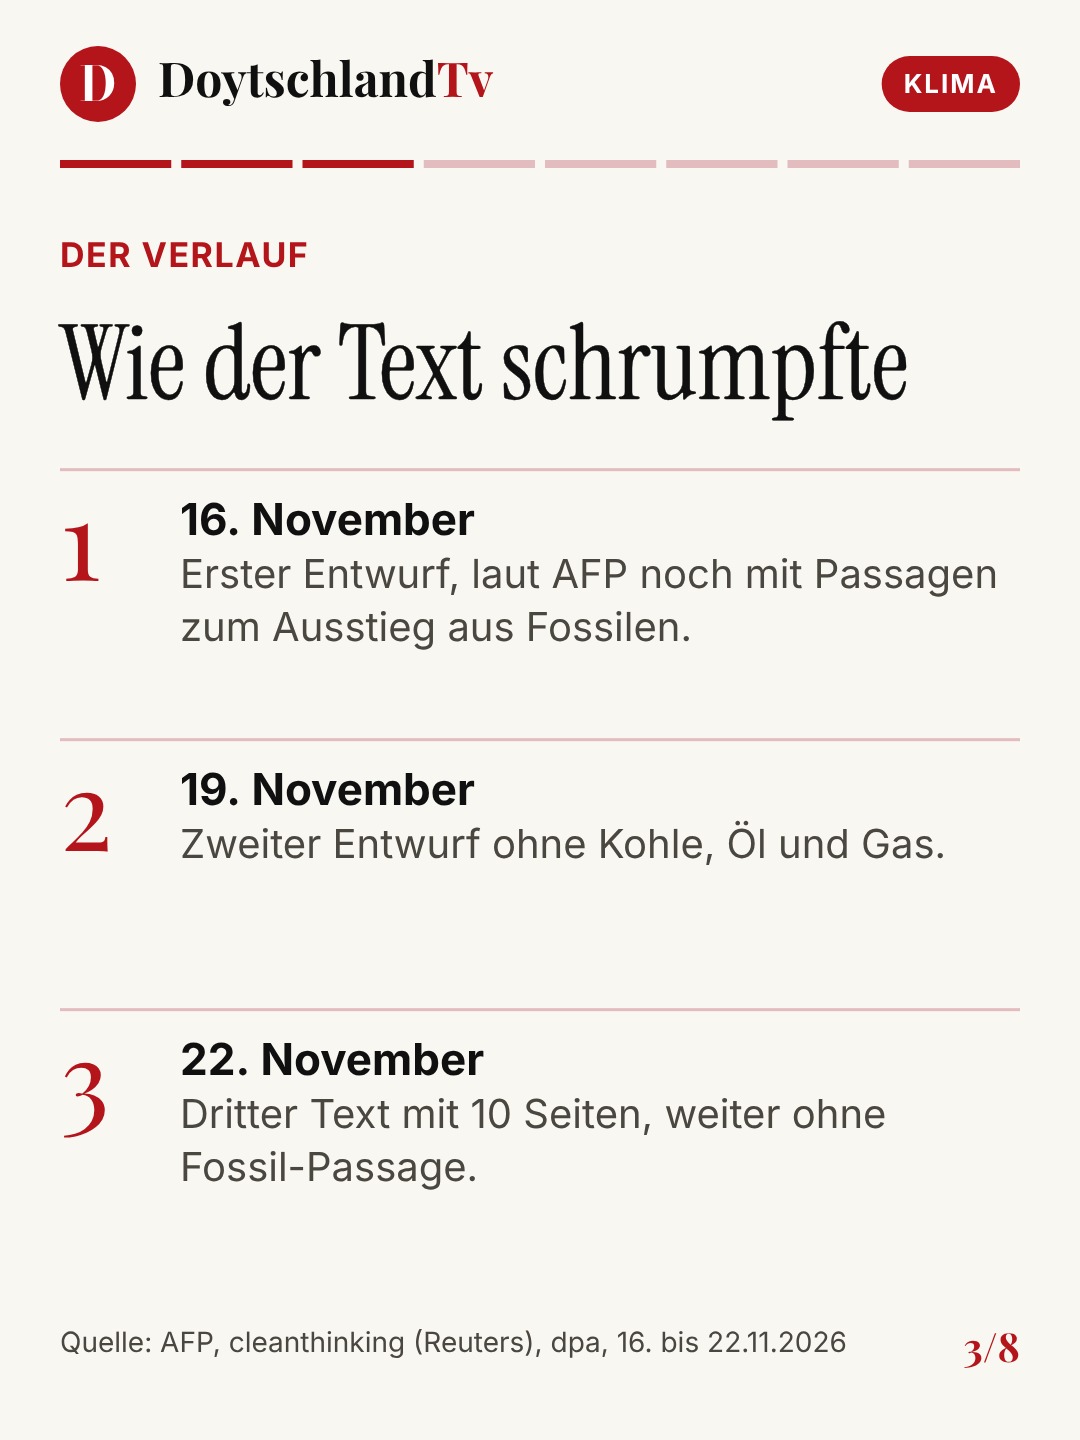 D DoytschlandTv
KLIMA
DER VERLAUF
Wie der Text schrumpfte
1
16. November
Erster Entwurf, laut AFP noch mit Passagen
zum Ausstieg aus Fossilen.
2
19. November
Zweiter Entwurf ohne Kohle, Öl und Gas.
3
22. November
Dritter Text mit 10 Seiten, weiter ohne
Fossil-Passage.
Quelle: AFP, cleanthinking (Reuters), dpa, 16. bis 22.11.2026
3/8